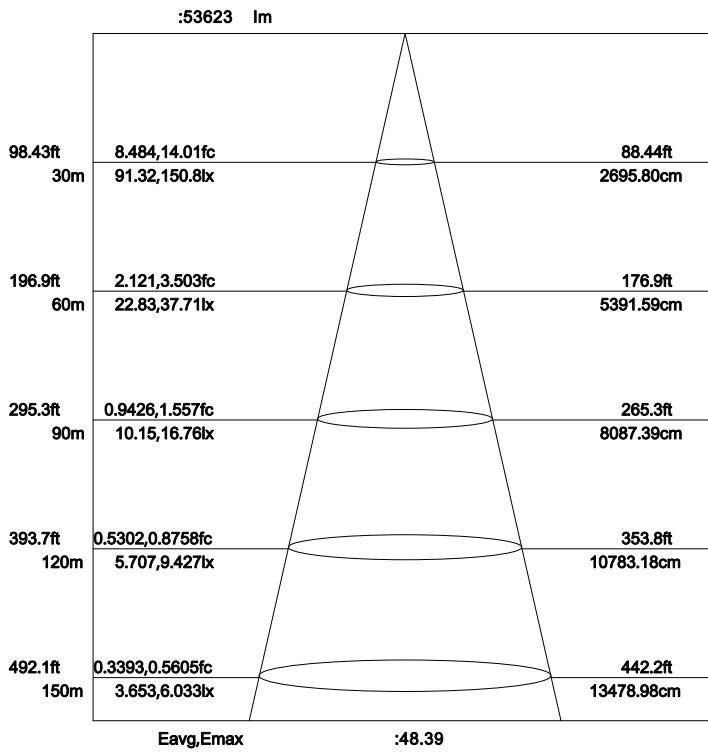 :53623 lm
98.43ft 8.484,14.01fc 88.44ft
30m 91.32,150.8lx 2695.80cm
196.9ft 2.121,3.503fc 176.9ft
60m 22.83,37.71lx 5391.59cm
295.3ft 0.9426,1.557fc 265.3ft
90m 10.15,16.76lx 8087.39cm
393.7ft 0.5302,0.8758fc 353.8ft
120m 5.707,9.427lx 10783.18cm
492.1ft 0.3393,0.5605fc 442.2ft
150m 3.653,6.033lx 13478.98cm
Eavg,Emax :48.39